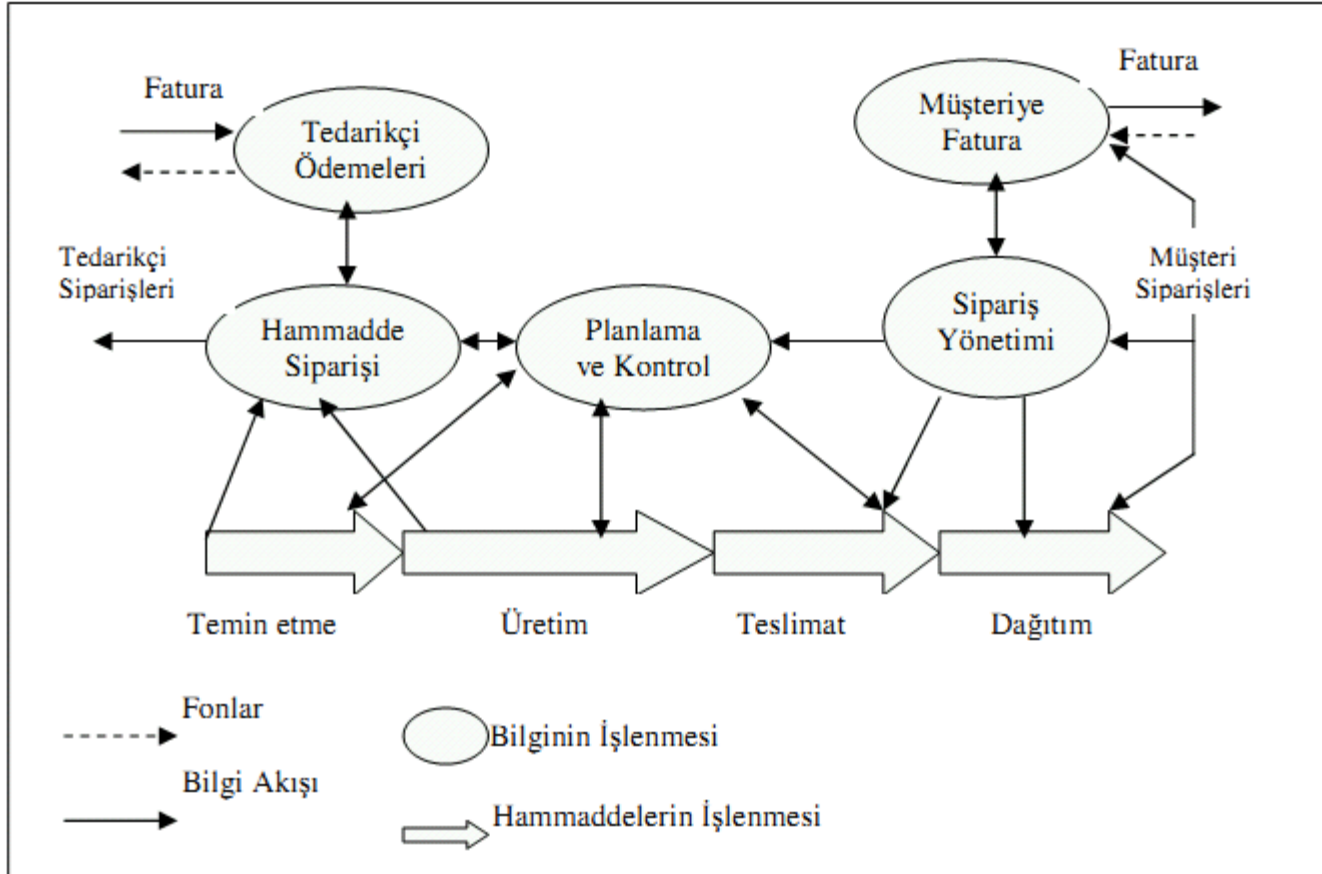 Fatura
Tedarikçi
Ödemeleri
Müşteriye
Fatura
Fatura
Tedarikçi
Siparişleri
Hammadde
Siparişi
Planlama
ve Kontrol
Sipariş
Yönetimi
Müşteri
Siparişleri
Temin etme
Üretim
Teslimat
Dağıtım
Fonlar
Bilginin İşlenmesi
Bilgi Akışı
Hammaddelerin İşlenmesi